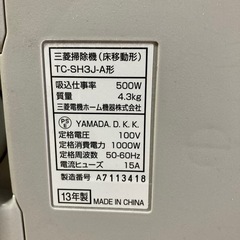 三菱掃除機（床移動形）
TC-SH3J-A形
吸込仕事率 500W
質量 4.3kg
三菱電機ホーム機器株式会社
PS E YAMADA. D. K. K.
定格電圧 100V
定格消費電力 1000W
定格周波数 50-60Hz
電流ヒューズ 15A
製造番号 A7113418
13年製 MADE IN CHINA